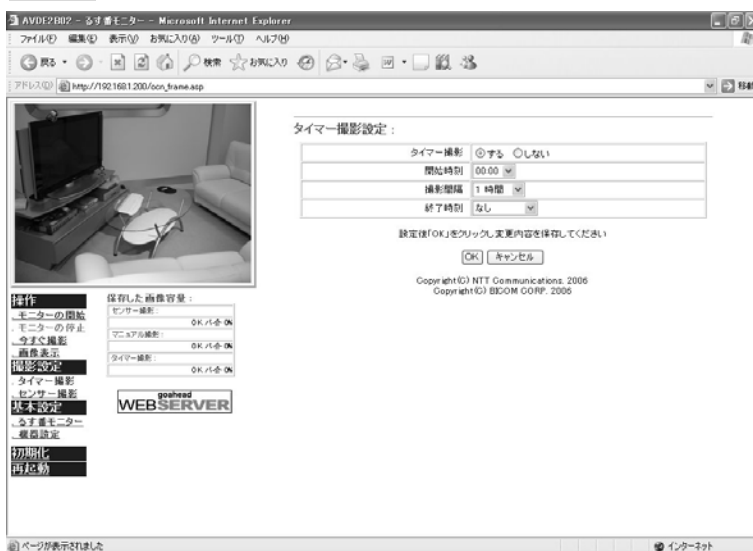 AVDE2B02 - るす番モニター - Microsoft Internet Explorer
ファイル(F) 編集(E) 表示(V) お気に入り(A) ツール(T) ヘルプ(H)
戻る 検索 お気に入り
アドレス(D) http://192.168.1.200/ocn_frame.asp 移動
タイマー撮影設定 :
タイマー撮影 する しない
開始時刻 00:00
撮影間隔 1 時間
終了時刻 なし
設定後「OK」をクリックし変更内容を保存してください
OK キャンセル
Copyright(C) NTT Communications. 2006
Copyright(C) BICOM CORP. 2006
操作
. モニターの開始
. モニターの停止
. 今すぐ撮影
. 画像表示
撮影設定
. タイマー撮影
. センサー撮影
基本設定
. るす番モニター
. 機器設定
初期化
再起動
保存した画像容量 :
センサー撮影 :
0K バイト 0%
マニュアル撮影 :
0K バイト 0%
タイマー撮影 :
0K バイト 0%
goahead
WEBSERVER
ページが表示されました
インターネット